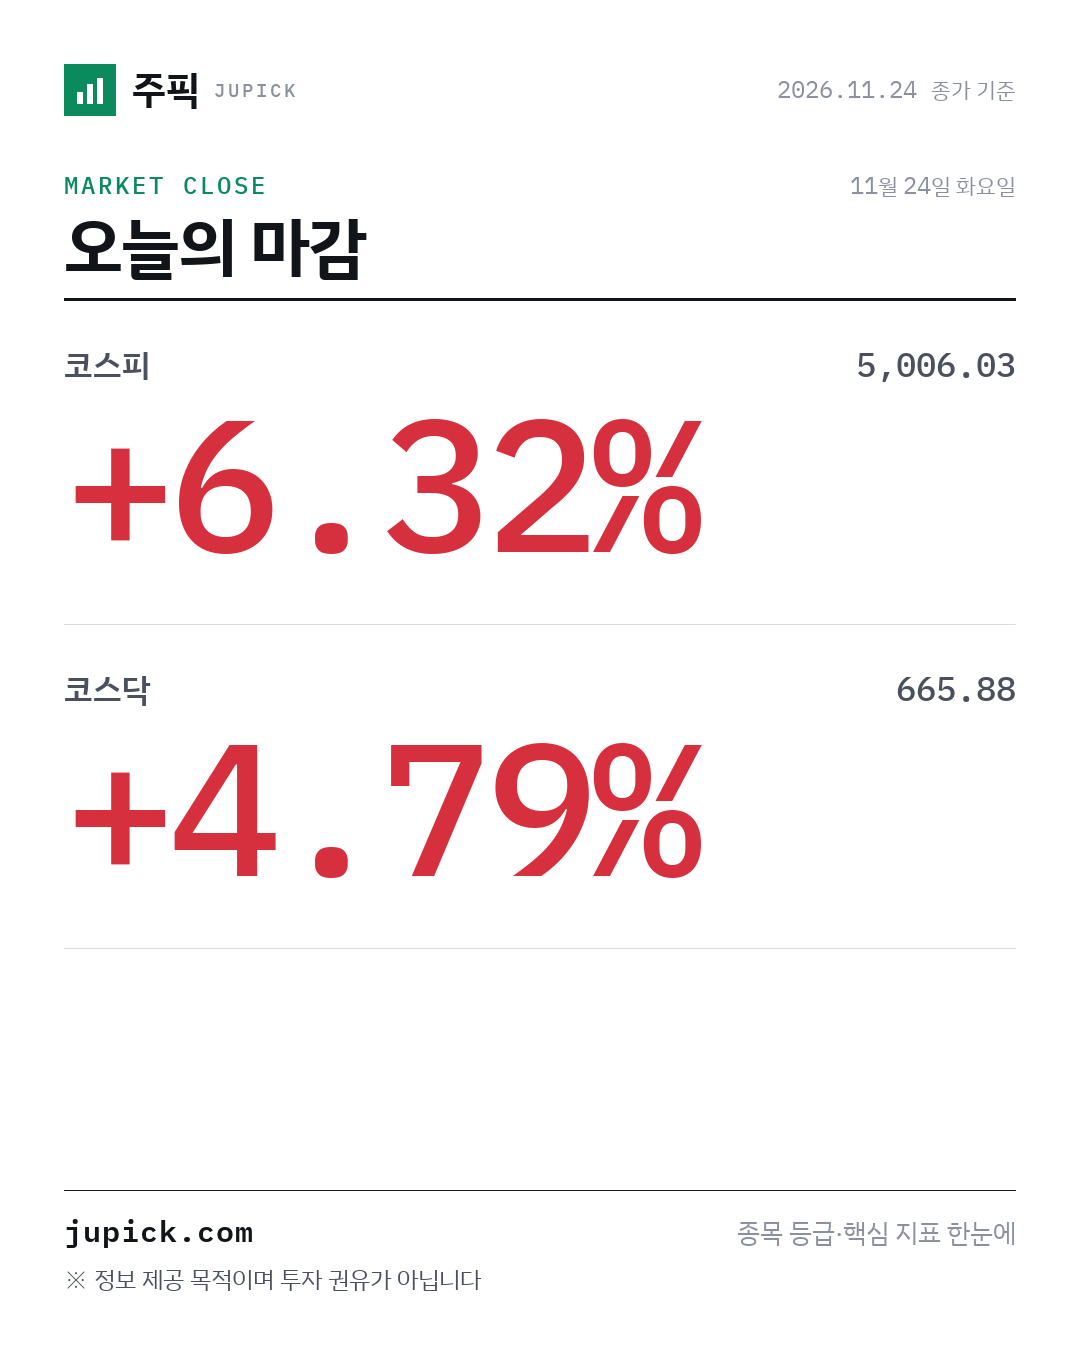 주픽 JUPICK 2026.11.24 종가 기준
MARKET CLOSE 11월 24일 화요일
오늘의 마감
코스피 5,006.03
+6.32%
코스닥 665.88
+4.79%
jupick.com 종목 등급·핵심 지표 한눈에
※ 정보 제공 목적이며 투자 권유가 아닙니다